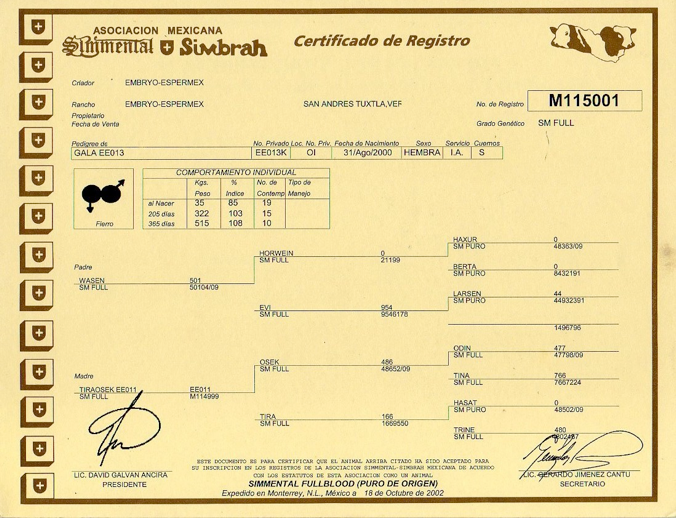 ASOCIACION MEXICANA
Simmental Simbrah
Certificado de Registro
Criador EMBRYO-ESPERMEX
Rancho EMBRYO-ESPERMEX SAN ANDRES TUXTLA,VER No. de Registro M115001
Propietario
Fecha de Venta Grado Genético SM FULL
Pedigree de No. Privado Loc. No. Priv. Fecha de Nacimiento Sexo Servicio Cuernos
GALA EE013 EE013K OI 31/Ago/2000 HEMBRA I.A. S
COMPORTAMIENTO INDIVIDUAL
Kgs. % No. de Tipo de
Peso Indice Contemp Manejo
al Nacer 35 85 19
205 días 322 103 15
365 días 515 108 10
Fierro
HAXUR 0
SM PURO 48363/09
HORWEIN 0
SM FULL 21199
BERTA 0
SM PURO 8432191
Padre
WASEN 501
SM FULL 50104/09
LARSEN 44
SM PURO 44932391
EVI 954
SM FULL 9546178
1496796
ODIN 477
SM FULL 47798/09
OSEK 486
SM FULL 48652/09
TINA 766
SM FULL 7667224
Madre
TIRAOSEK EE011 EE011
SM FULL M114999
HASAT 0
SM PURO 48502/09
TIRA 166
SM FULL 1669550
TRINE 480
SM FULL
ESTE DOCUMENTO ES PARA CERTIFICAR QUE EL ANIMAL ARRIBA CITADO HA SIDO ACEPTADO PARA
SU INSCRIPCION EN LOS REGISTROS DE LA ASOCIACION SIMMENTAL-SIMBRAH MEXICANA DE ACUERDO
CON LOS ESTATUTOS DE ESTA ASOCIACION COMO UN ANIMAL
SIMMENTAL FULLBLOOD (PURO DE ORIGEN)
Expedido en Monterrey, N.L., México a 18 de Octubre de 2002
LIC. DAVID GALVAN ANCIRA
PRESIDENTE
LIC. GERARDO JIMENEZ CANTU
SECRETARIO